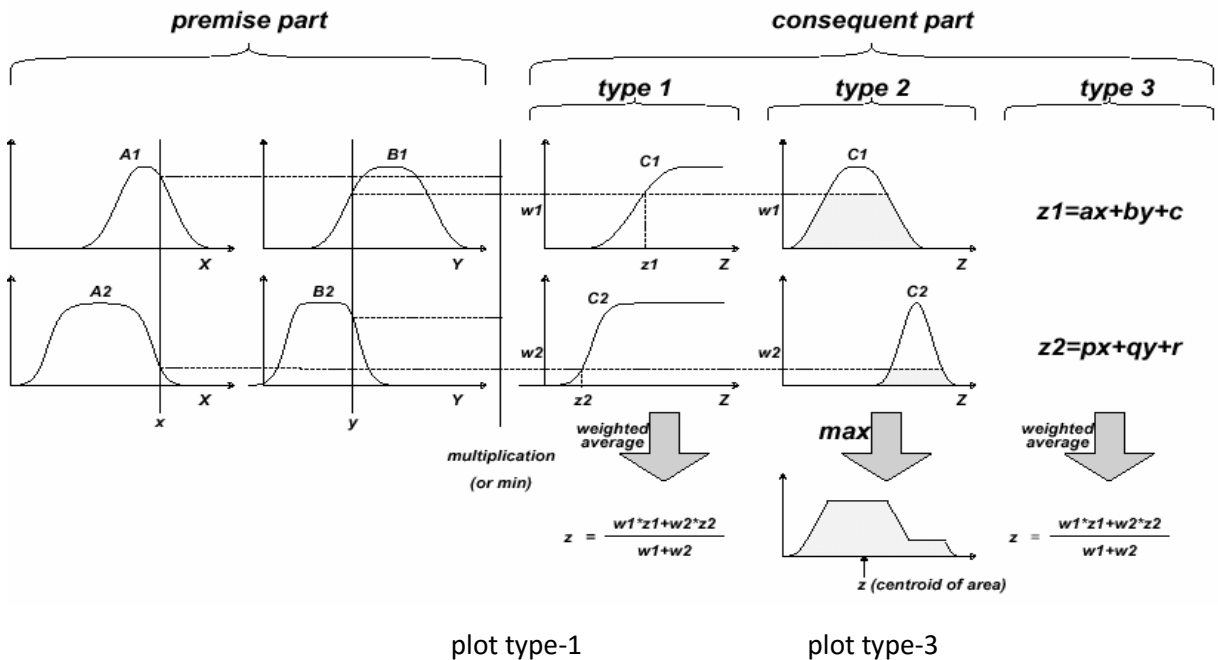 premise part
consequent part
type 1
type 2
type 3
A1
X
B1
Y
w1
C1
z1
Z
w1
C1
Z
z1=ax+by+c
A2
X
x
B2
Y
y
w2
C2
z2
Z
w2
C2
Z
z2=px+qy+r
multiplication
(or min)
weighted
average
max
weighted
average
z = w1*z1+w2*z2
w1+w2
z (centroid of area)
z = w1*z1+w2*z2
w1+w2
plot type-1
plot type-3